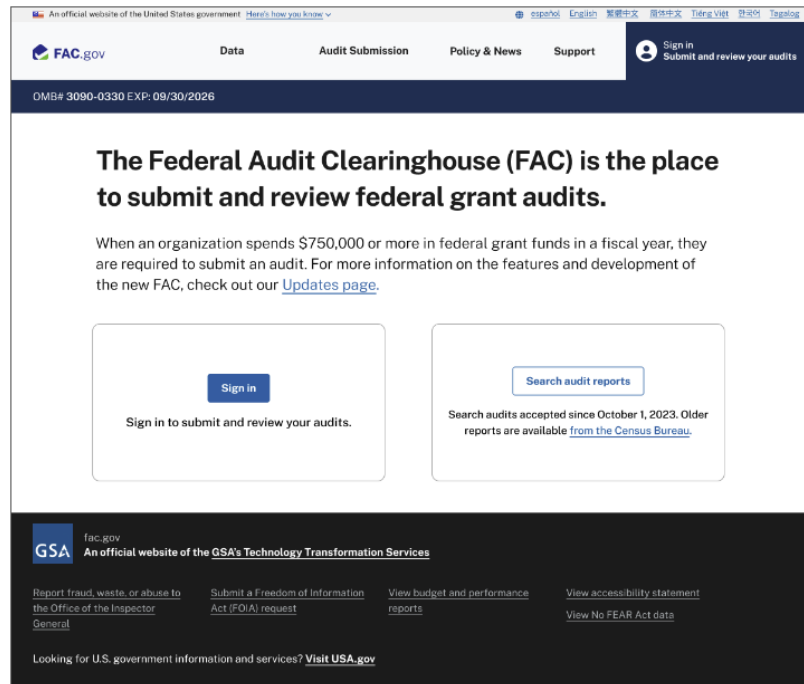 An official website of the United States government Here's how you know
español English 繁體中文 简体中文 Tiếng Việt 한국어 Tagalog
FAC.gov
Data
Audit Submission
Policy & News
Support
Sign in
Submit and review your audits
OMB# 3090-0330 EXP: 09/30/2026
The Federal Audit Clearinghouse (FAC) is the place
to submit and review federal grant audits.
When an organization spends $750,000 or more in federal grant funds in a fiscal year, they
are required to submit an audit. For more information on the features and development of
the new FAC, check out our Updates page.
Sign in
Sign in to submit and review your audits.
Search audit reports
Search audits accepted since October 1, 2023. Older
reports are available from the Census Bureau.
GSA
fac.gov
An official website of the GSA's Technology Transformation Services
Report fraud, waste, or abuse to
the Office of the Inspector
General
Submit a Freedom of Information
Act (FOIA) request
View budget and performance
reports
View accessibility statement
View No FEAR Act data
Looking for U.S. government information and services? Visit USA.gov